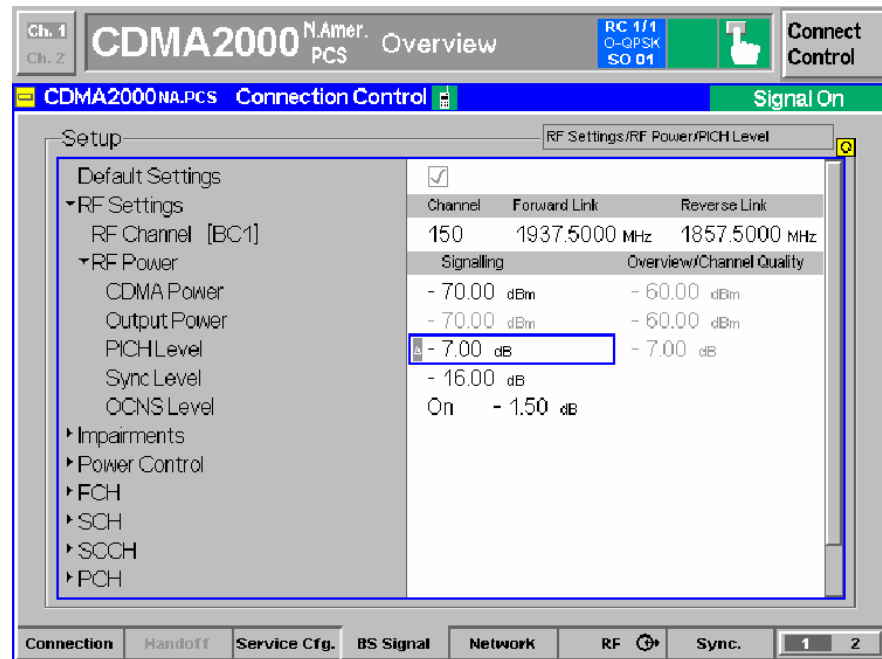 Ch. 1
Ch. 2
CDMA2000 N.Amer. PCS Overview
RC 1/1
O-QPSK
SO 01
Connect
Control
CDMA2000 NA.PCS Connection Control Signal On
Setup RF Settings/RF Power/PICH Level
Default Settings
RF Settings Channel Forward Link Reverse Link
RF Channel [BC1] 150 1937.5000 MHz 1857.5000 MHz
RF Power Signalling Overview/Channel Quality
CDMA Power - 70.00 dBm - 60.00 dBm
Output Power - 70.00 dBm - 60.00 dBm
PICH Level - 7.00 dB - 7.00 dB
Sync Level - 16.00 dB
OCNS Level On - 1.50 dB
Impairments
Power Control
FCH
SCH
SCCH
PCH
Connection Handoff Service Cfg. BS Signal Network RF Sync. 1 2